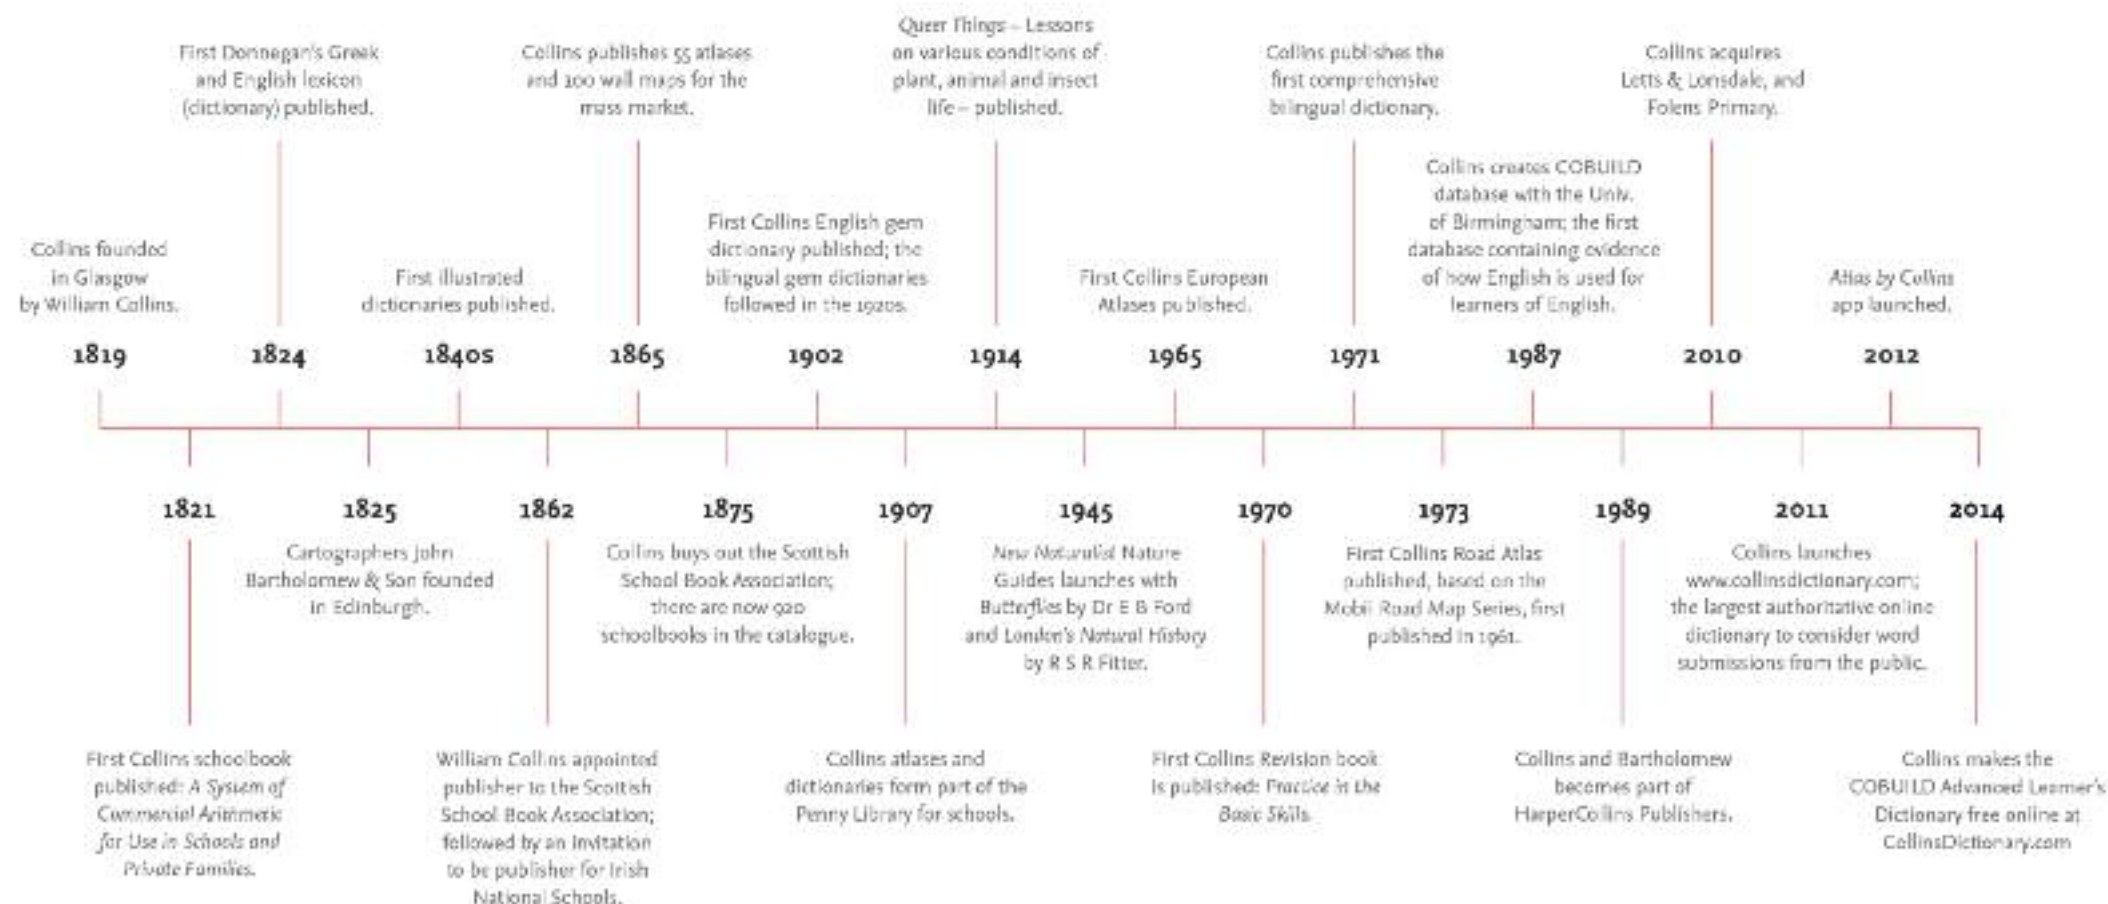 Collins founded
in Glasgow
by William Collins.
1819
First Collins schoolbook
published: A System of
Commercial Arithmetic
for Use in Schools and
Private Families.
1821
First Donnegan's Greek
and English lexicon
(dictionary) published.
1824
1825
Cartographers John
Bartholomew & Son founded
in Edinburgh.
First illustrated
dictionaries published.
1840s
1862
William Collins appointed
publisher to the Scottish
School Book Association;
followed by an invitation
to be publisher for Irish
National Schools.
Collins publishes 55 atlases
and 100 wall maps for the
mass market.
1865
1875
Collins buys out the Scottish
School Book Association;
there are now 920
schoolbooks in the catalogue.
First Collins English gem
dictionary published; the
bilingual gem dictionaries
followed in the 1920s.
1902
1907
Collins atlases and
dictionaries form part of the
Penny Library for schools.
Queer Things – Lessons
on various conditions of
plant, animal and insect
life – published.
1914
1945
New Naturalist Nature
Guides launches with
Butterflies by Dr E B Ford
and London's Natural History
by R S R Fitter.
First Collins European
Atlases published.
1965
1970
First Collins Revision book
is published: Practice in the
Basic Skills.
Collins publishes the
first comprehensive
bilingual dictionary.
1971
1973
First Collins Road Atlas
published, based on the
Mobil Road Map Series, first
published in 1961.
Collins creates COBUILD
database with the Univ.
of Birmingham; the first
database containing evidence
of how English is used for
learners of English.
1987
1989
Collins and Bartholomew
becomes part of
HarperCollins Publishers.
Collins acquires
Letts & Lonsdale, and
Folens Primary.
2010
2011
Collins launches
www.collinsdictionary.com;
the largest authoritative online
dictionary to consider word
submissions from the public.
Atlas by Collins
app launched.
2012
2014
Collins makes the
COBUILD Advanced Learner's
Dictionary free online at
CollinsDictionary.com